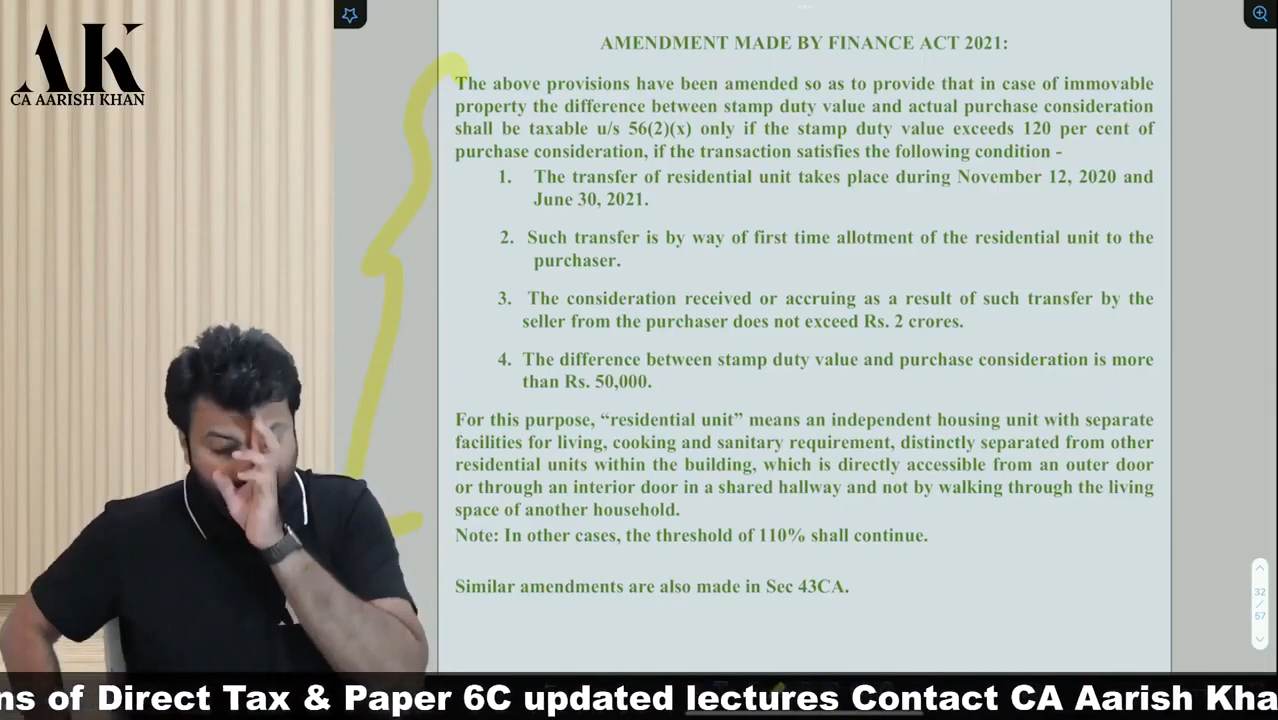 AK
CA AARISH KHAN
AMENDMENT MADE BY FINANCE ACT 2021:
The above provisions have been amended so as to provide that in case of immovable
property the difference between stamp duty value and actual purchase consideration
shall be taxable u/s 56(2)(x) only if the stamp duty value exceeds 120 per cent of
purchase consideration, if the transaction satisfies the following condition -
1. The transfer of residential unit takes place during November 12, 2020 and
June 30, 2021.
2. Such transfer is by way of first time allotment of the residential unit to the
purchaser.
3. The consideration received or accruing as a result of such transfer by the
seller from the purchaser does not exceed Rs. 2 crores.
4. The difference between stamp duty value and purchase consideration is more
than Rs. 50,000.
For this purpose, “residential unit” means an independent housing unit with separate
facilities for living, cooking and sanitary requirement, distinctly separated from other
residential units within the building, which is directly accessible from an outer door
or through an interior door in a shared hallway and not by walking through the living
space of another household.
Note: In other cases, the threshold of 110% shall continue.
Similar amendments are also made in Sec 43CA.
32
/
57
ns of Direct Tax & Paper 6C updated lectures Contact CA Aarish Kha